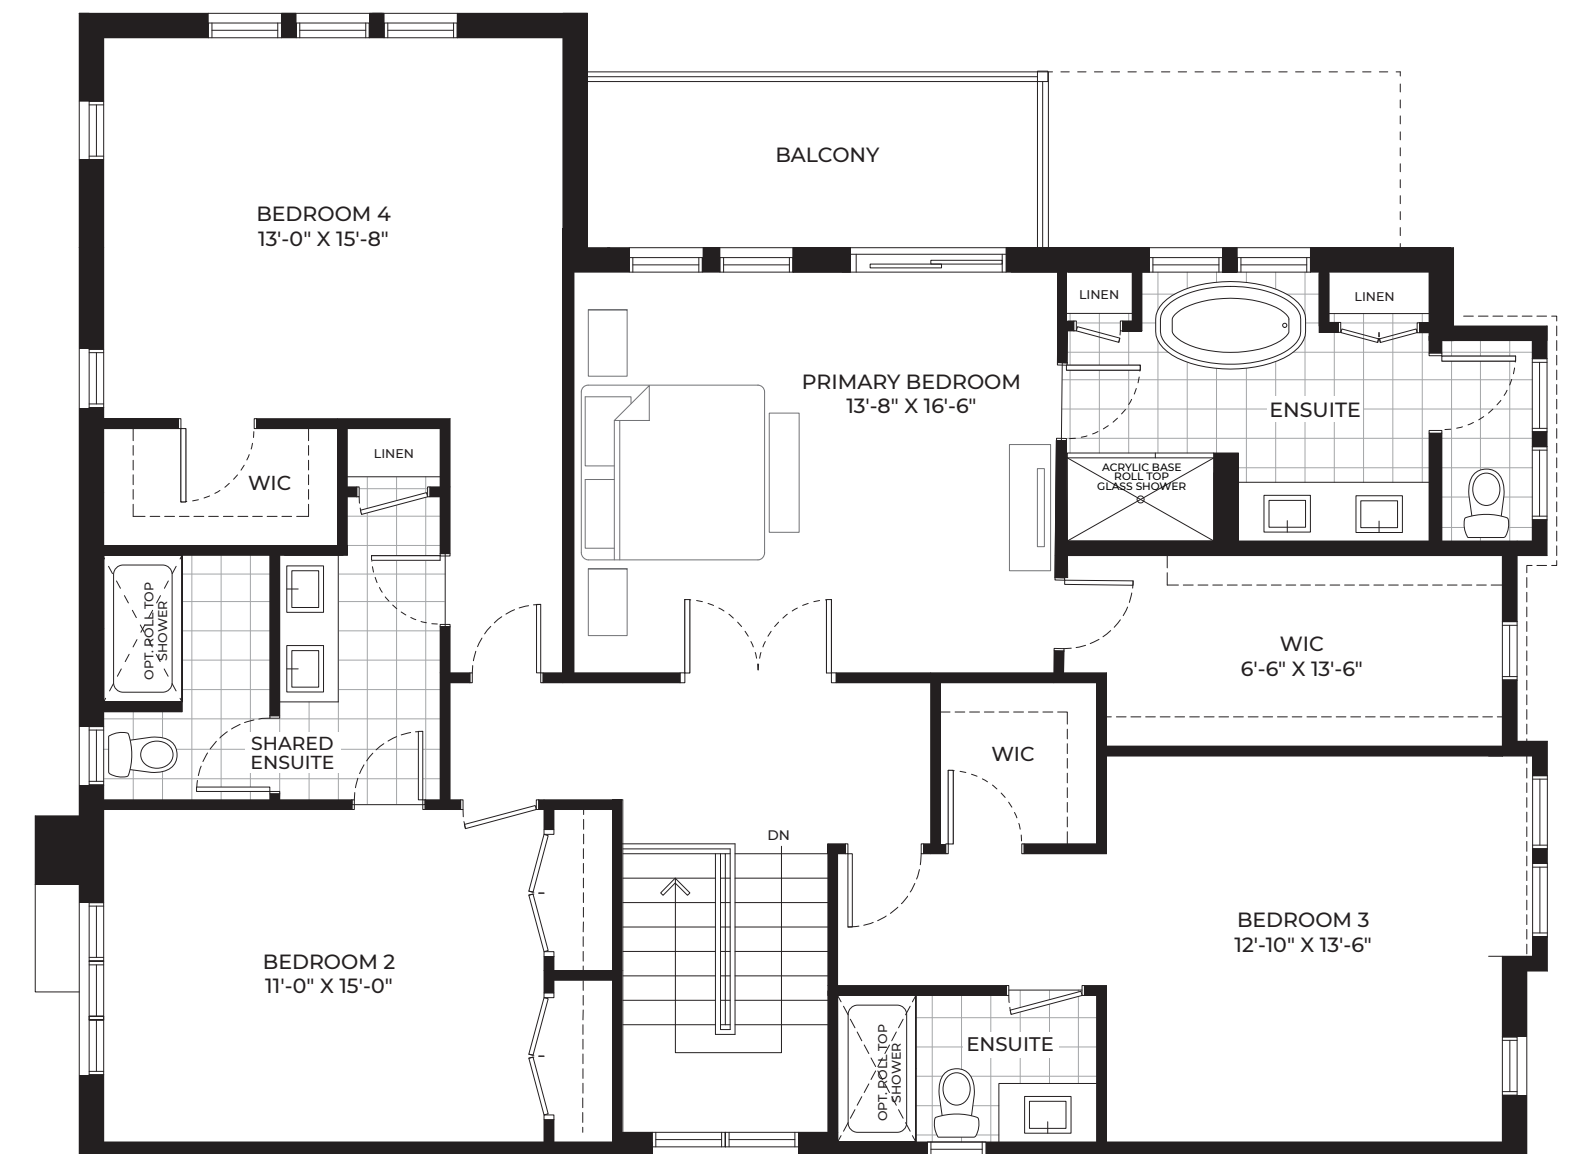 BALCONY
BEDROOM 4
13'-0" X 15'-8"
LINEN
LINEN
PRIMARY BEDROOM
13'-8" X 16'-6"
ENSUITE
LINEN
WIC
ACRYLIC BASE
ROLL TOP
GLASS SHOWER
OPT. ROLL TOP
SHOWER
WIC
6'-6" X 13'-6"
SHARED
ENSUITE
WIC
DN
BEDROOM 3
12'-10" X 13'-6"
BEDROOM 2
11'-0" X 15'-0"
ENSUITE
OPT. ROLL TOP
SHOWER